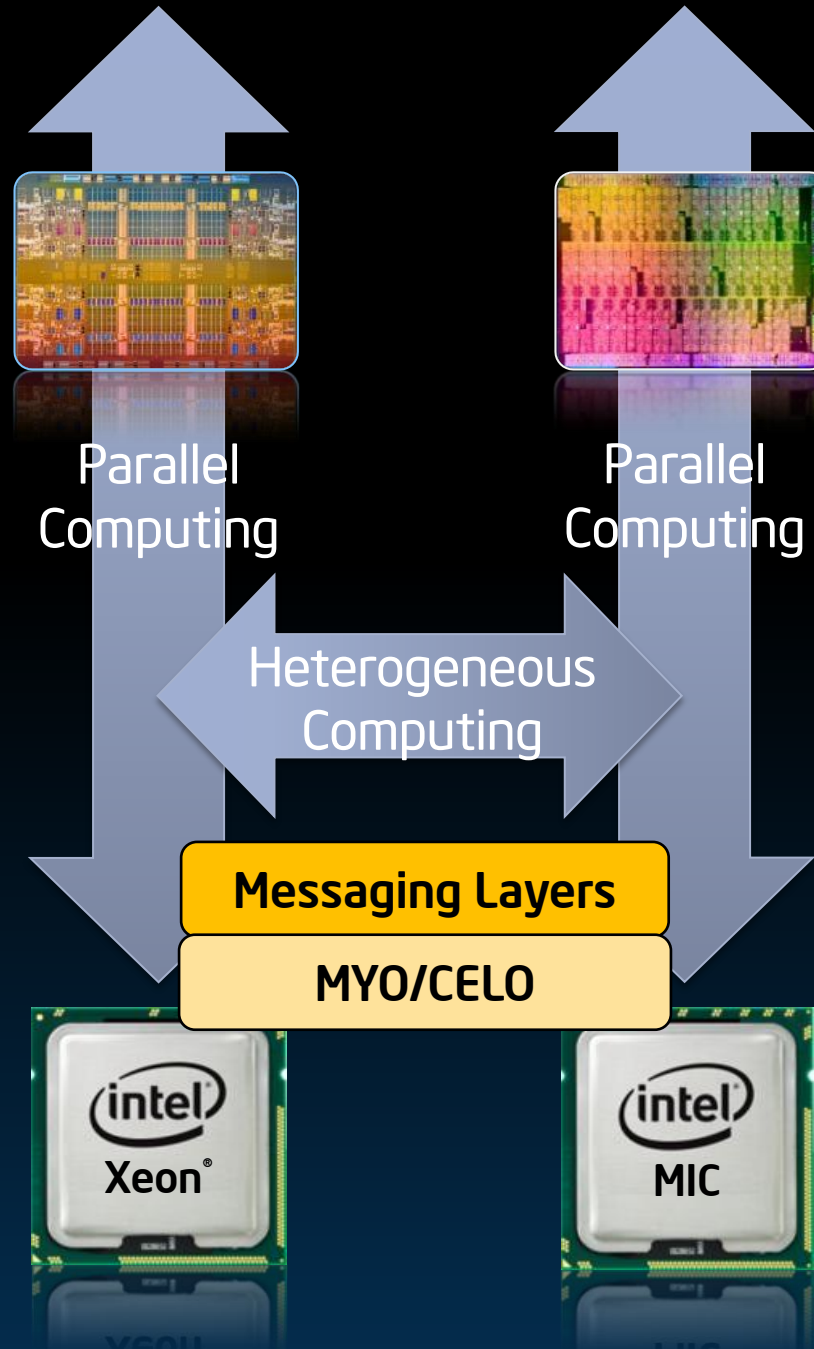 Parallel
Computing
Parallel
Computing
Heterogeneous
Computing
Messaging Layers
MYO/CELO
intel
Xeon®
intel
MIC